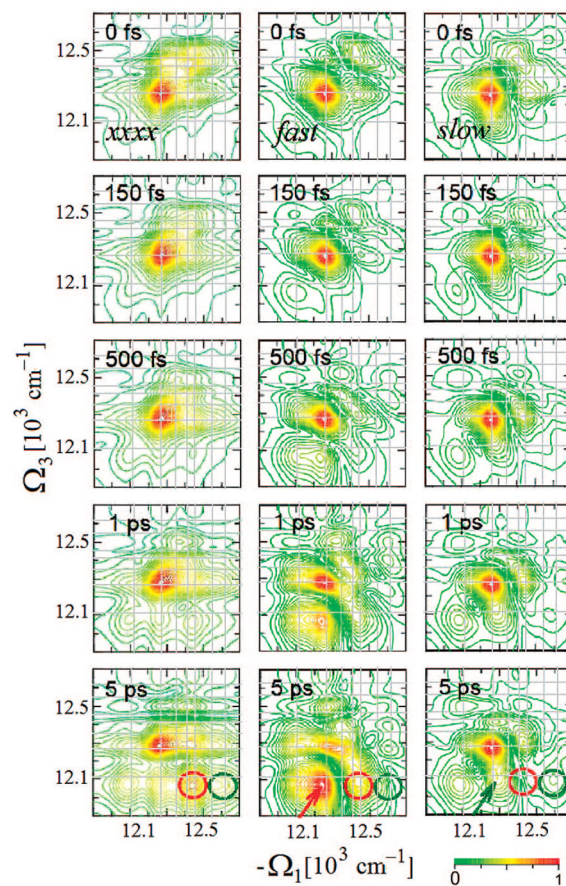 0 fs 0 fs 0 fs
12.5
12.1
xxxx fast slow
150 fs 150 fs 150 fs
12.5
12.1
500 fs 500 fs 500 fs
12.5
12.1
Ω₃ [10³ cm⁻¹]
1 ps 1 ps 1 ps
12.5
12.1
5 ps 5 ps 5 ps
12.5
12.1
12.1 12.5 12.1 12.5 12.1 12.5
-Ω₁ [10³ cm⁻¹]
0 1